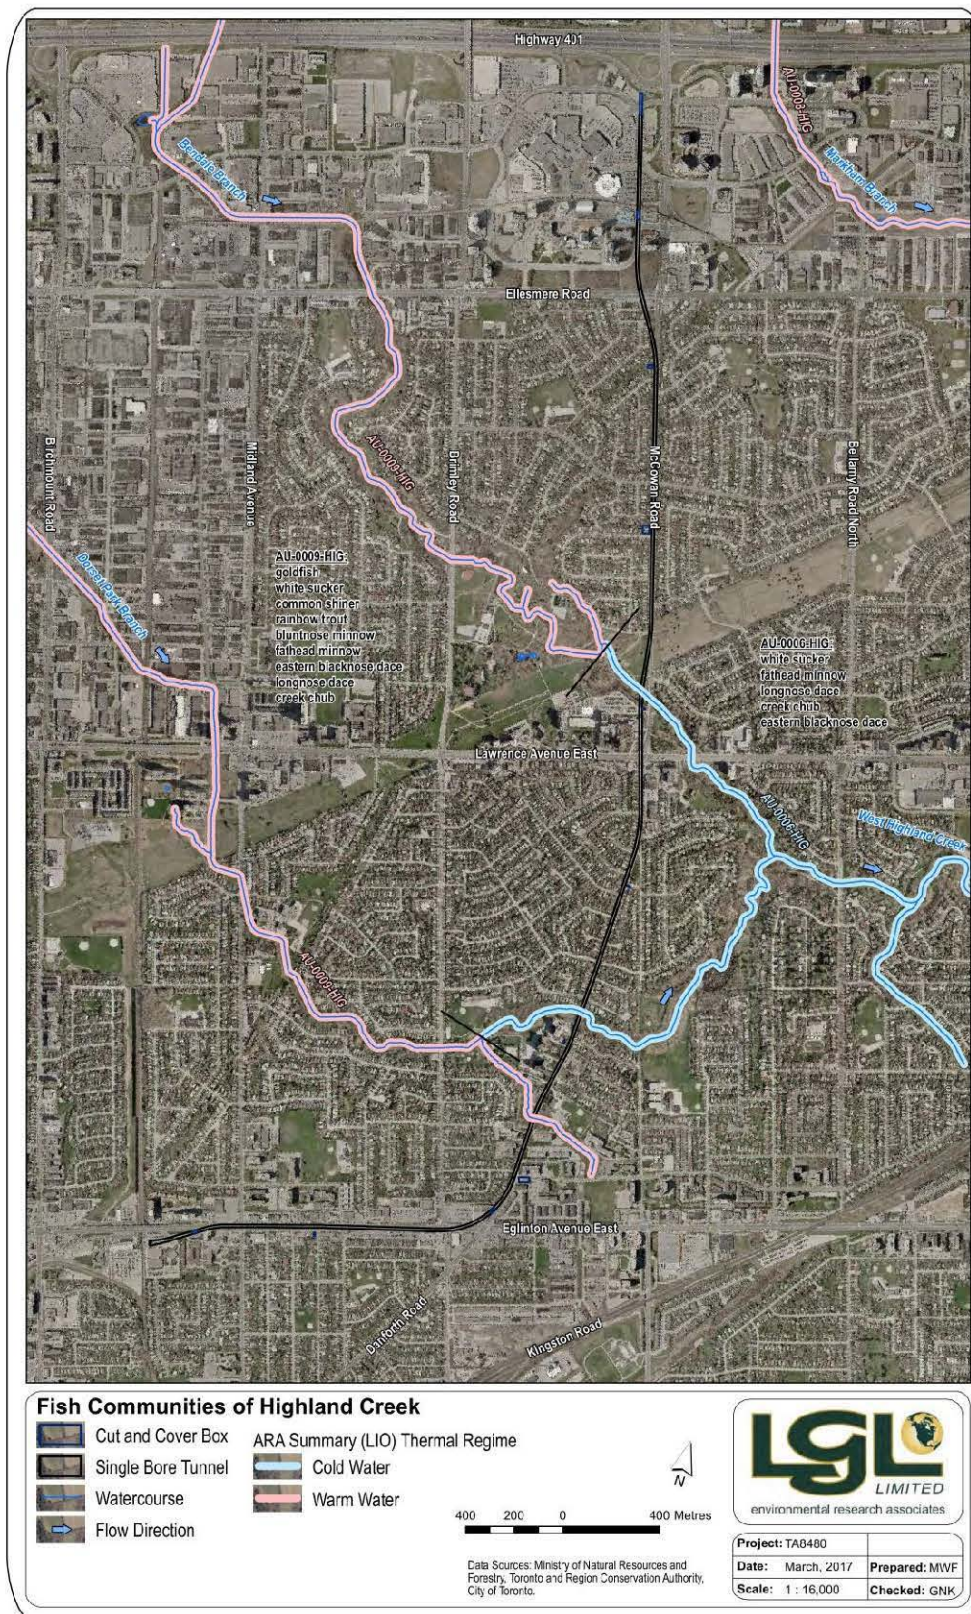 Highway 401
AU-0008-HIG
Markham Branch
Bendale Branch
Ellesmere Road
Birchmount Road
Midland Avenue
Brimley Road
McCowan Road
Bellamy Road North
AU-0008-HIG
Dorset Park Branch
AU-0009-HIG:
goldfish
white sucker
common shiner
rainbow trout
bluntnose minnow
fathead minnow
eastern blacknose dace
longnose dace
creek chub
AU-0006-HIG:
white sucker
fathead minnow
longnose dace
creek chub
eastern blacknose dace
Lawrence Avenue East
AU-0006-HIG
West Highland Creek
AU-0009-HIG
Eglinton Avenue East
Danforth Road
Kingston Road
Fish Communities of Highland Creek
Cut and Cover Box
Single Bore Tunnel
Watercourse
Flow Direction
ARA Summary (LIO) Thermal Regime
Cold Water
Warm Water
N
400 200 0 400 Metres
Data Sources: Ministry of Natural Resources and
Forestry, Toronto and Region Conservation Authority,
City of Toronto.
LGL
LIMITED
environmental research associates
Project: TA8480
Date: March, 2017 Prepared: MWF
Scale: 1 : 16,000 Checked: GNK